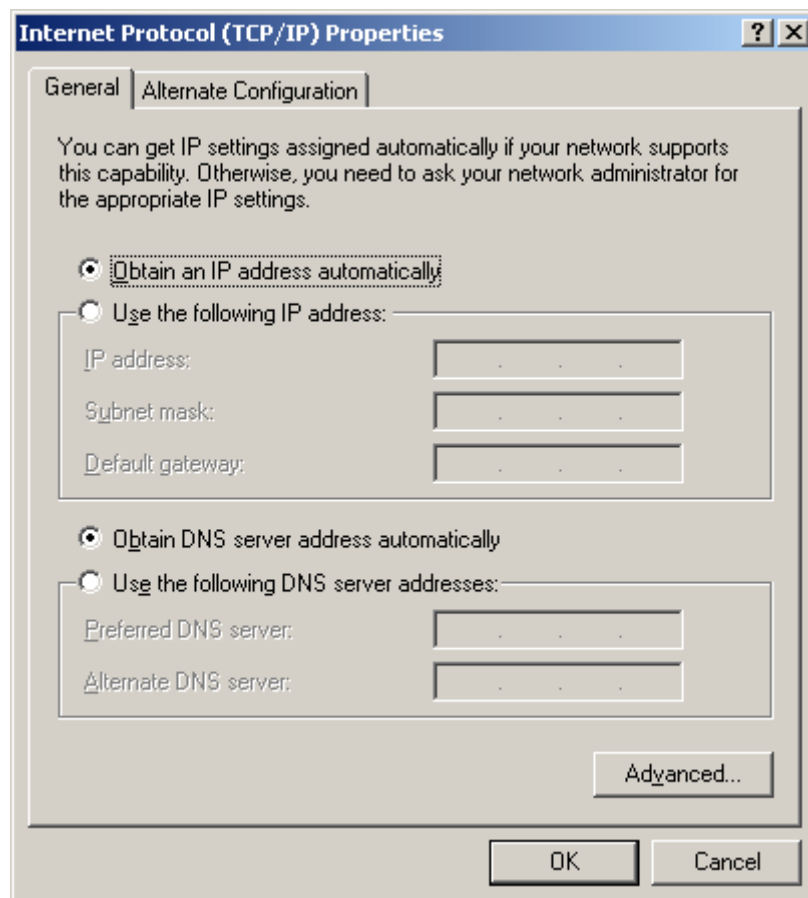 Internet Protocol (TCP/IP) Properties
General
Alternate Configuration
You can get IP settings assigned automatically if your network supports
this capability. Otherwise, you need to ask your network administrator for
the appropriate IP settings.
Obtain an IP address automatically
Use the following IP address:
IP address:
Subnet mask:
Default gateway:
Obtain DNS server address automatically
Use the following DNS server addresses:
Preferred DNS server:
Alternate DNS server:
Advanced...
OK
Cancel